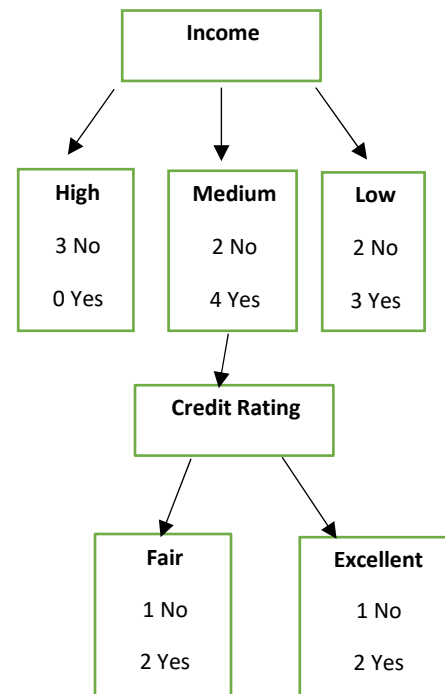 Income
High
3 No
0 Yes
Medium
2 No
4 Yes
Low
2 No
3 Yes
Credit Rating
Fair
1 No
2 Yes
Excellent
1 No
2 Yes